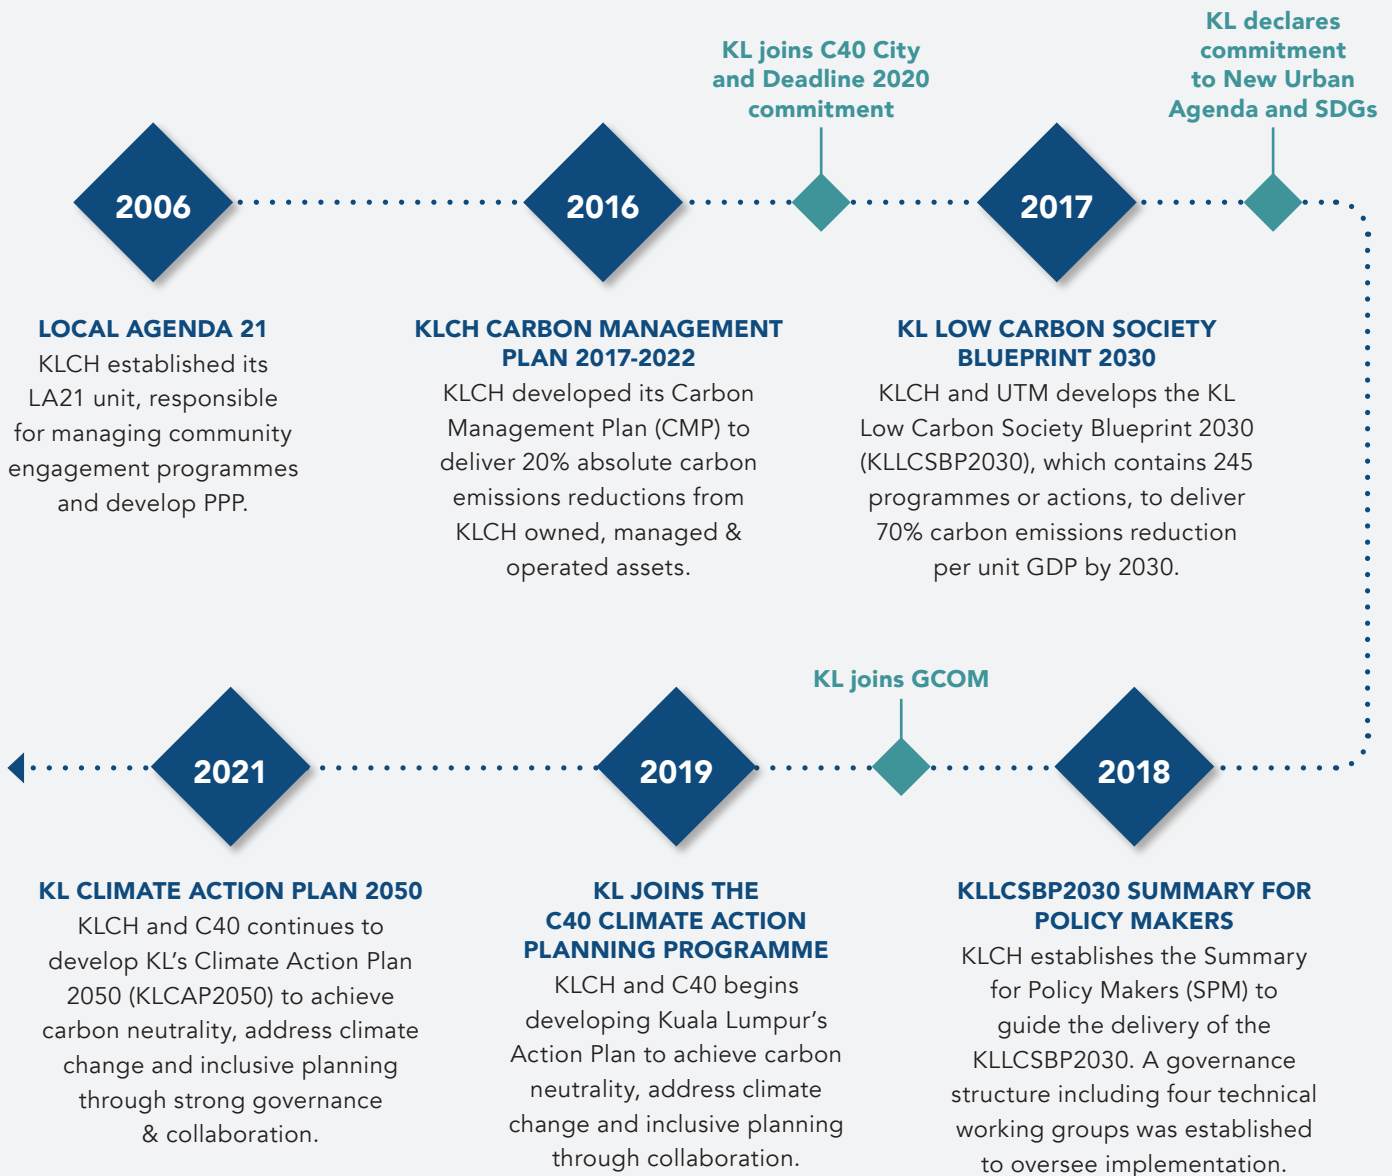 2006
LOCAL AGENDA 21
KLCH established its
LA21 unit, responsible
for managing community
engagement programmes
and develop PPP.
2016
KLCH CARBON MANAGEMENT
PLAN 2017-2022
KLCH developed its Carbon
Management Plan (CMP) to
deliver 20% absolute carbon
emissions reductions from
KLCH owned, managed &
operated assets.
KL joins C40 City
and Deadline 2020
commitment
2017
KL LOW CARBON SOCIETY
BLUEPRINT 2030
KLCH and UTM develops the KL
Low Carbon Society Blueprint 2030
(KLLCSBP2030), which contains 245
programmes or actions, to deliver
70% carbon emissions reduction
per unit GDP by 2030.
KL declares
commitment
to New Urban
Agenda and SDGs
2018
KLLCSBP2030 SUMMARY FOR
POLICY MAKERS
KLCH establishes the Summary
for Policy Makers (SPM) to
guide the delivery of the
KLLCSBP2030. A governance
structure including four technical
working groups was established
to oversee implementation.
KL joins GCOM
2019
KL JOINS THE
C40 CLIMATE ACTION
PLANNING PROGRAMME
KLCH and C40 begins
developing Kuala Lumpur's
Action Plan to achieve carbon
neutrality, address climate
change and inclusive planning
through collaboration.
2021
KL CLIMATE ACTION PLAN 2050
KLCH and C40 continues to
develop KL's Climate Action Plan
2050 (KLCAP2050) to achieve
carbon neutrality, address climate
change and inclusive planning
through strong governance
& collaboration.